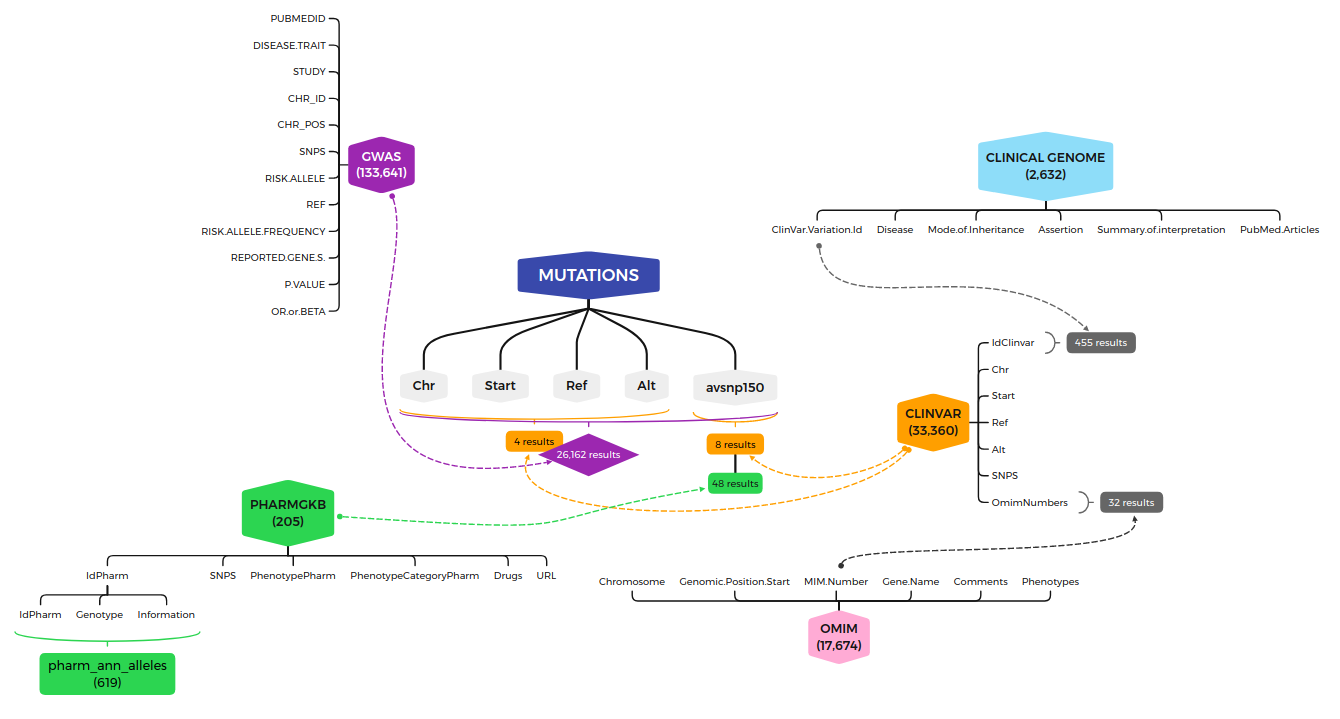 PUBMEDID
DISEASE.TRAIT
STUDY
CHR_ID
CHR_POS
SNPS
RISK.ALLELE
REF
RISK.ALLELE.FREQUENCY
REPORTED.GENE.S.
P.VALUE
OR.or.BETA
GWAS
(133,641)
CLINICAL GENOME
(2,632)
ClinVar.Variation.Id
Disease
Mode.of.Inheritance
Assertion
Summary.of.interpretation
PubMed.Articles
MUTATIONS
Chr
Start
Ref
Alt
avsnp150
4 results
26,162 results
8 results
48 results
CLINVAR
(33,360)
IdClinvar
455 results
Chr
Start
Ref
Alt
SNPS
OmimNumbers
32 results
PHARMGKB
(205)
IdPharm
SNPS
PhenotypePharm
PhenotypeCategoryPharm
Drugs
URL
IdPharm
Genotype
Information
pharm_ann_alleles
(619)
Chromosome
Genomic.Position.Start
MIM.Number
Gene.Name
Comments
Phenotypes
OMIM
(17,674)